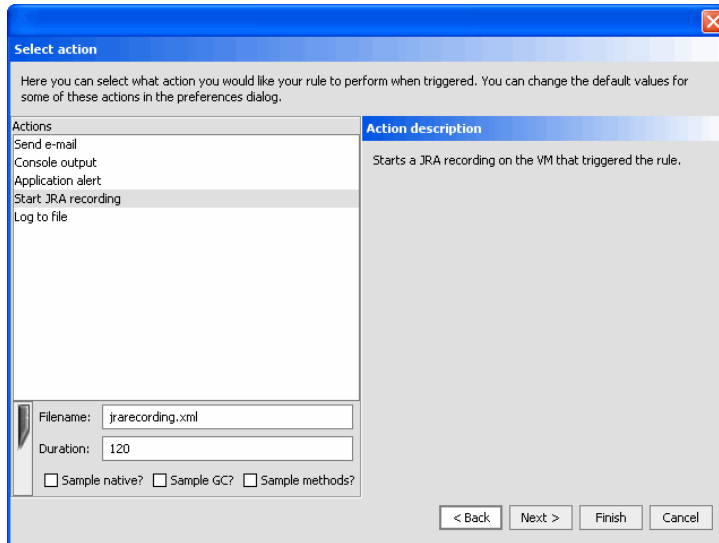 Select action
Here you can select what action you would like your rule to perform when triggered. You can change the default values for
some of these actions in the preferences dialog.
Actions
Send e-mail
Console output
Application alert
Start JRA recording
Log to file
Action description
Starts a JRA recording on the VM that triggered the rule.
Filename: jrarecording.xml
Duration: 120
Sample native? Sample GC? Sample methods?
< Back Next > Finish Cancel